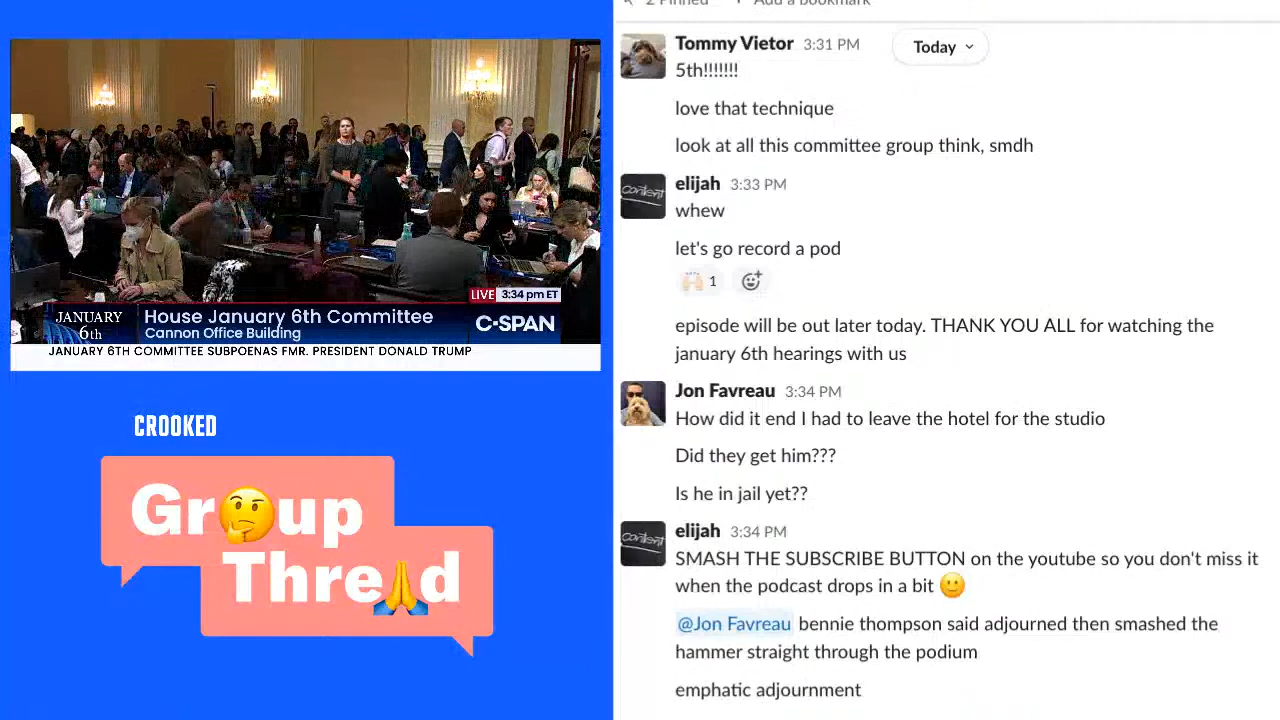 2 Pinned + Add a bookmark
Tommy Vietor 3:31 PM
Today
5th!!!!!!!
love that technique
look at all this committee group think, smdh
content
elijah 3:33 PM
whew
let's go record a pod
1
episode will be out later today. THANK YOU ALL for watching the
january 6th hearings with us
Jon Favreau 3:34 PM
How did it end I had to leave the hotel for the studio
Did they get him???
Is he in jail yet??
content
elijah 3:34 PM
SMASH THE SUBSCRIBE BUTTON on the youtube so you don't miss it
when the podcast drops in a bit 🙂
@Jon Favreau bennie thompson said adjourned then smashed the
hammer straight through the podium
emphatic adjournment
LIVE 3:34 pm ET
JANUARY
6th
House January 6th Committee
Cannon Office Building
C-SPAN
JANUARY 6TH COMMITTEE SUBPOENAS FMR. PRESIDENT DONALD TRUMP
CROOKED
Gr🤔up
Thre🙏d